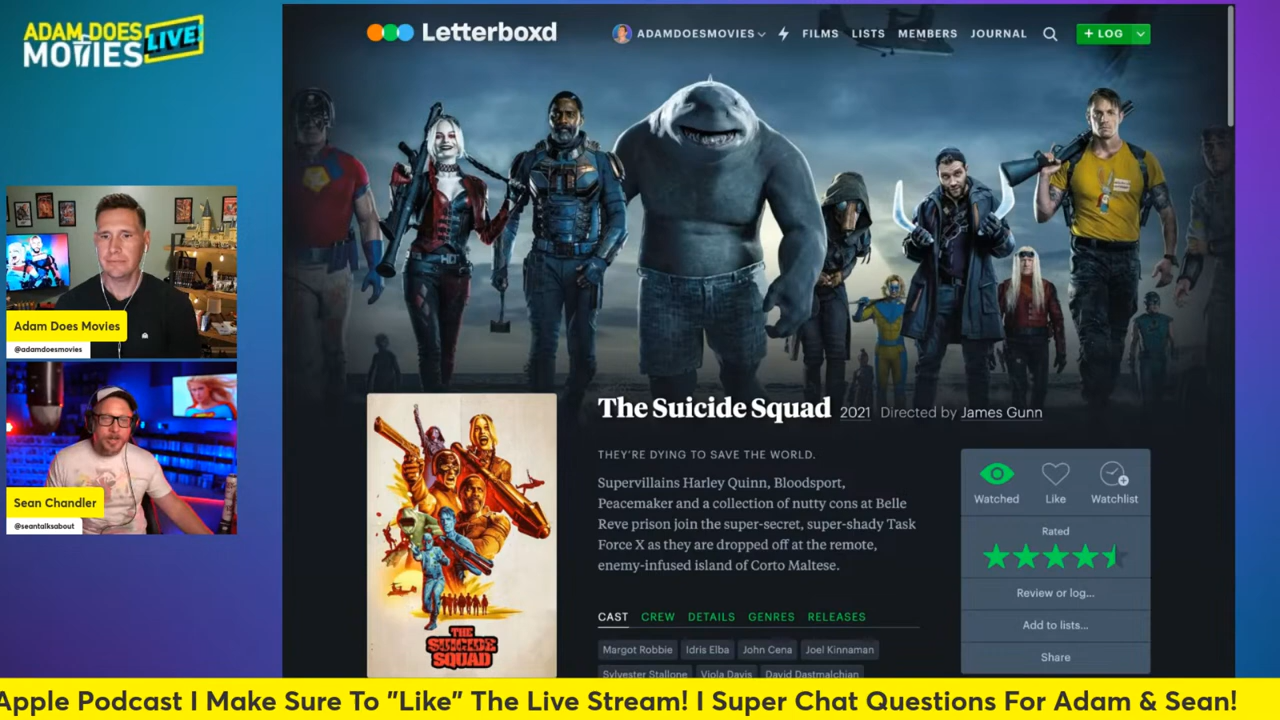 ADAM DOES
MOVIES LIVE!
Letterboxd
ADAMDOESMOVIES FILMS LISTS MEMBERS JOURNAL + LOG
Adam Does Movies
@adamdoesmovies
Sean Chandler
@seantalksabout
THE
SUICIDE
SQUAD
The Suicide Squad 2021 Directed by James Gunn
THEY'RE DYING TO SAVE THE WORLD.
Supervillains Harley Quinn, Bloodsport,
Peacemaker and a collection of nutty cons at Belle
Reve prison join the super-secret, super-shady Task
Force X as they are dropped off at the remote,
enemy-infused island of Corto Maltese.
CAST CREW DETAILS GENRES RELEASES
Margot Robbie Idris Elba John Cena Joel Kinnaman
Sylvester Stallone Viola Davis David Dastmalchian
Watched Like Watchlist
Rated
Review or log...
Add to lists...
Share
Apple Podcast I Make Sure To "Like" The Live Stream! I Super Chat Questions For Adam & Sean!